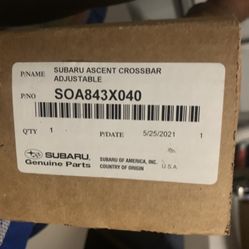 P/NAME SUBARU ASCENT CROSSBAR
ADJUSTABLE
P/NO SOA843X040
QTY 1 P/DATE 5/25/2021 1
SUBARU SUBARU OF AMERICA, INC.
Genuine Parts COUNTRY OF ORIGIN U.S.A.